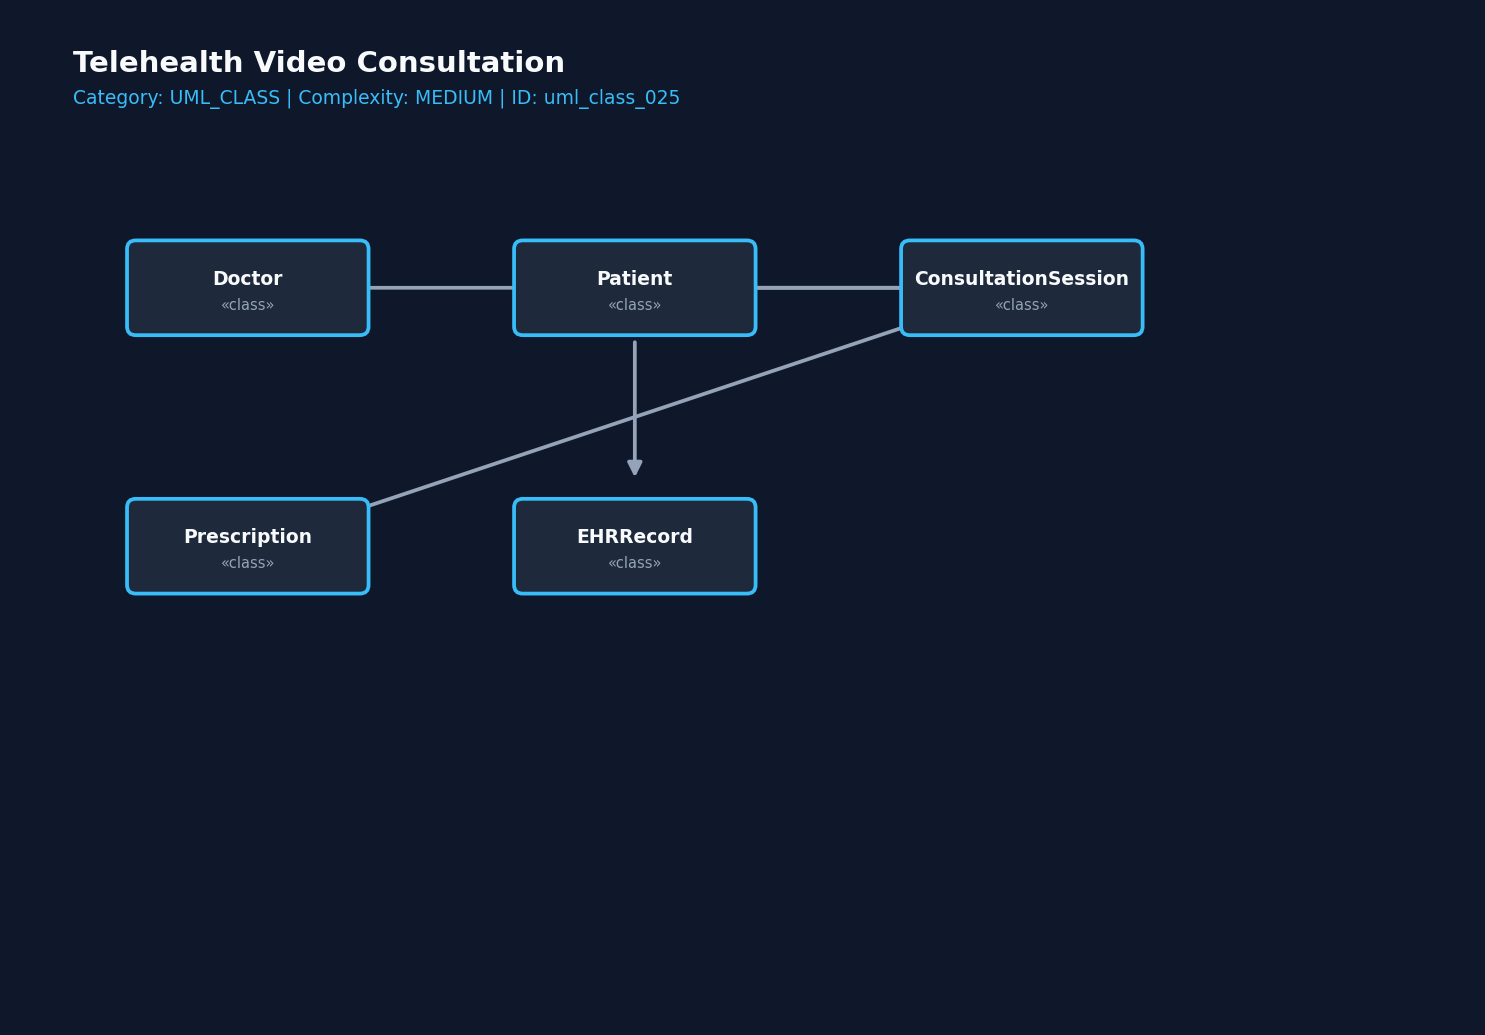 Telehealth Video Consultation
Category: UML_CLASS | Complexity: MEDIUM | ID: uml_class_025
Doctor
«class»
Patient
«class»
ConsultationSession
«class»
Prescription
«class»
EHRRecord
«class»